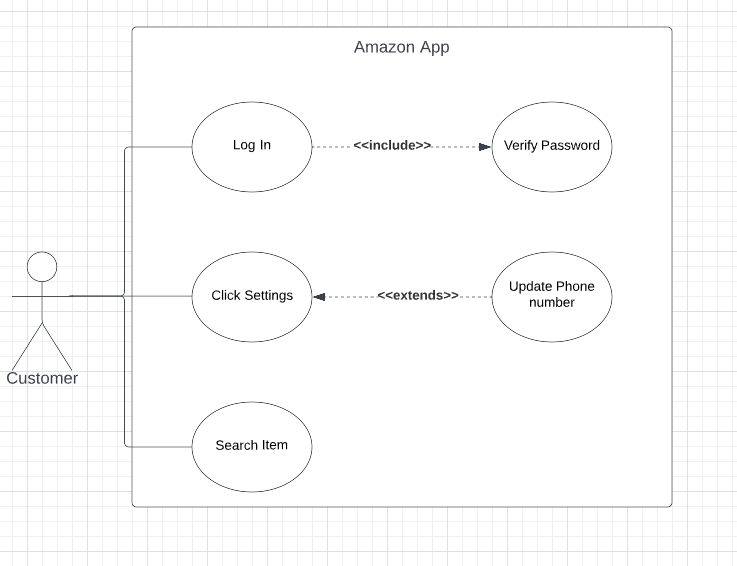 Amazon App
Log In
<<include>>
Verify Password
Click Settings
<<extends>>
Update Phone
number
Customer
Search Item